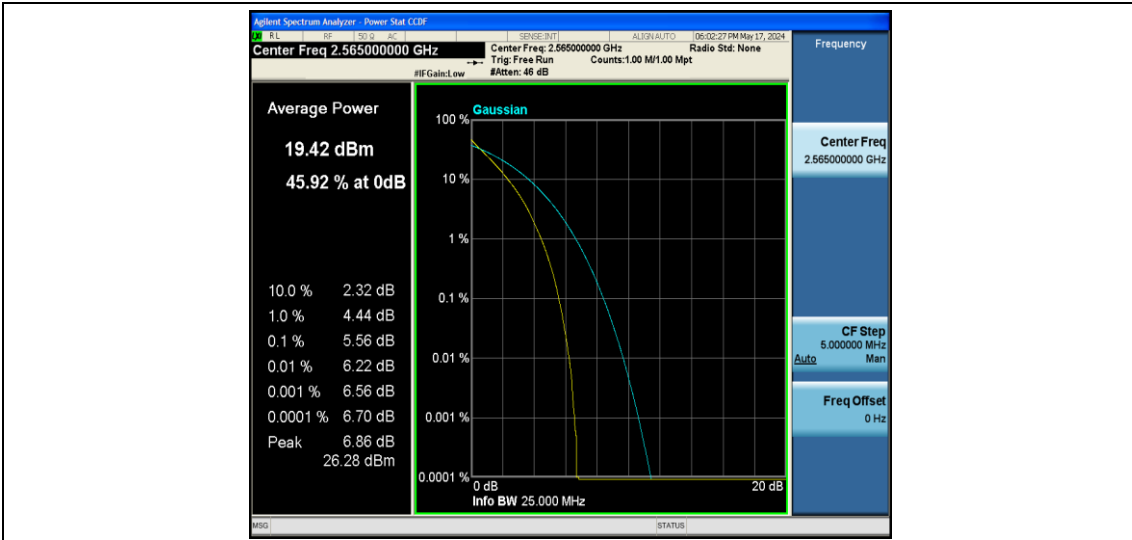 Agilent Spectrum Analyzer - Power Stat CCDF
LXI RL RF 50 Ω AC SENSE:INT ALIGN AUTO 06:02:27 PM May 17, 2024
Center Freq 2.565000000 GHz
Center Freq: 2.565000000 GHz Radio Std: None
Trig: Free Run Counts:1.00 M/1.00 Mpt
#IFGain:Low #Atten: 46 dB
Frequency
Average Power
19.42 dBm
45.92 % at 0dB
10.0 % 2.32 dB
1.0 % 4.44 dB
0.1 % 5.56 dB
0.01 % 6.22 dB
0.001 % 6.56 dB
0.0001 % 6.70 dB
Peak 6.86 dB
26.28 dBm
Gaussian
100 %
10 %
1 %
0.1 %
0.01 %
0.001 %
0.0001 %
0 dB 20 dB
Info BW 25.000 MHz
Center Freq
2.565000000 GHz
CF Step
5.000000 MHz
Auto Man
Freq Offset
0 Hz
MSG STATUS